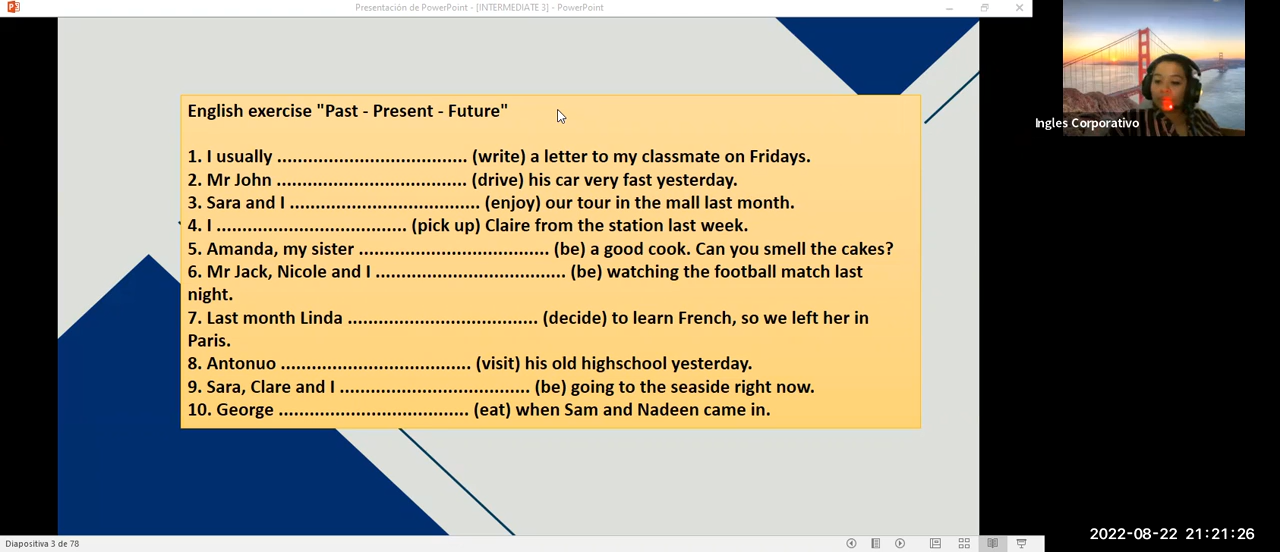 Presentación de PowerPoint - [INTERMEDIATE 3] - PowerPoint
English exercise "Past - Present - Future"
1. I usually ..................................... (write) a letter to my classmate on Fridays.
2. Mr John ..................................... (drive) his car very fast yesterday.
3. Sara and I ..................................... (enjoy) our tour in the mall last month.
4. I ..................................... (pick up) Claire from the station last week.
5. Amanda, my sister ..................................... (be) a good cook. Can you smell the cakes?
6. Mr Jack, Nicole and I ..................................... (be) watching the football match last
night.
7. Last month Linda ..................................... (decide) to learn French, so we left her in
Paris.
8. Antonuo ..................................... (visit) his old highschool yesterday.
9. Sara, Clare and I ..................................... (be) going to the seaside right now.
10. George ..................................... (eat) when Sam and Nadeen came in.
Ingles Corporativo
Diapositiva 3 de 78
2022-08-22 21:21:26